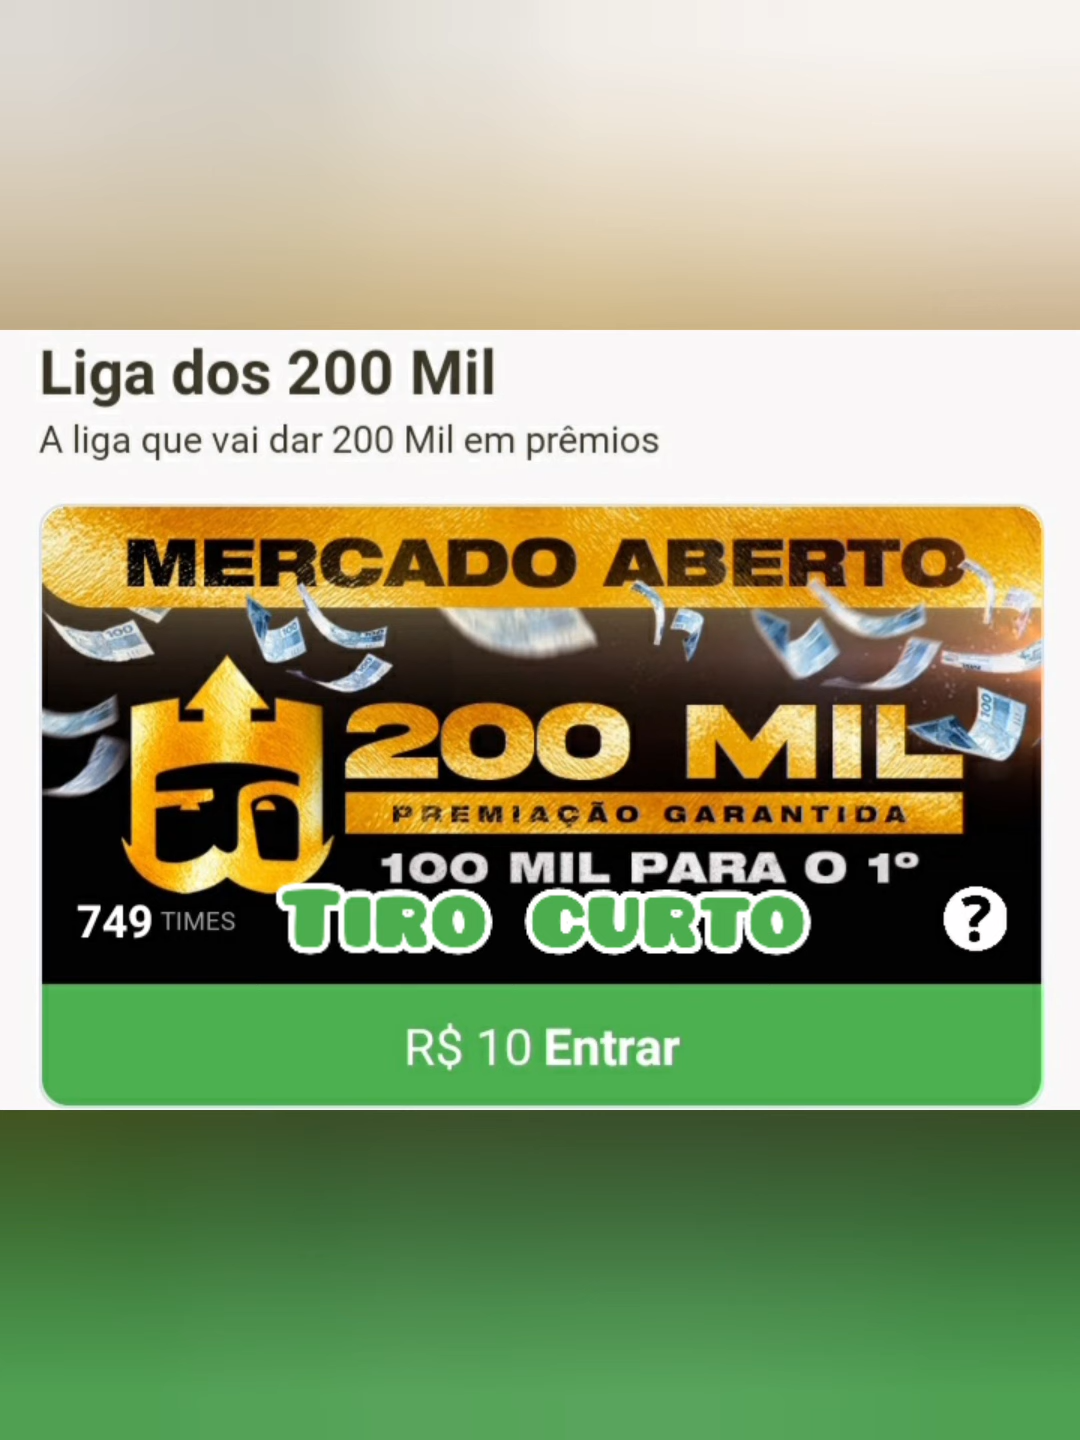 Liga dos 200 Mil
A liga que vai dar 200 Mil em prêmios
MERCADO ABERTO
200 MIL
PREMIAÇÃO GARANTIDA
100 MIL PARA O 1º
749 TIMES
TIRO CURTO
?
R$ 10 Entrar